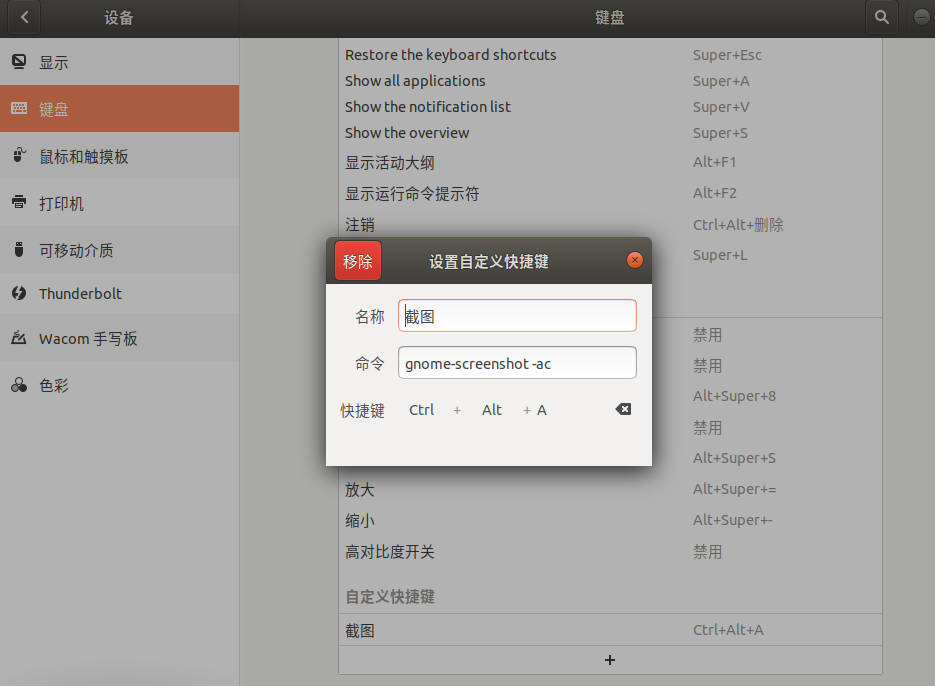 设备
键盘
显示
键盘
鼠标和触摸板
打印机
可移动介质
Thunderbolt
Wacom 手写板
色彩
Restore the keyboard shortcuts Super+Esc
Show all applications Super+A
Show the notification list Super+V
Show the overview Super+S
显示活动大纲 Alt+F1
显示运行命令提示符 Alt+F2
注销 Ctrl+Alt+删除
Super+L
移除 设置自定义快捷键
名称 截图
命令 gnome-screenshot -ac
快捷键 Ctrl + Alt + A
禁用
禁用
Alt+Super+8
禁用
Alt+Super+S
放大 Alt+Super+=
缩小 Alt+Super+-
高对比度开关 禁用
自定义快捷键
截图 Ctrl+Alt+A
+